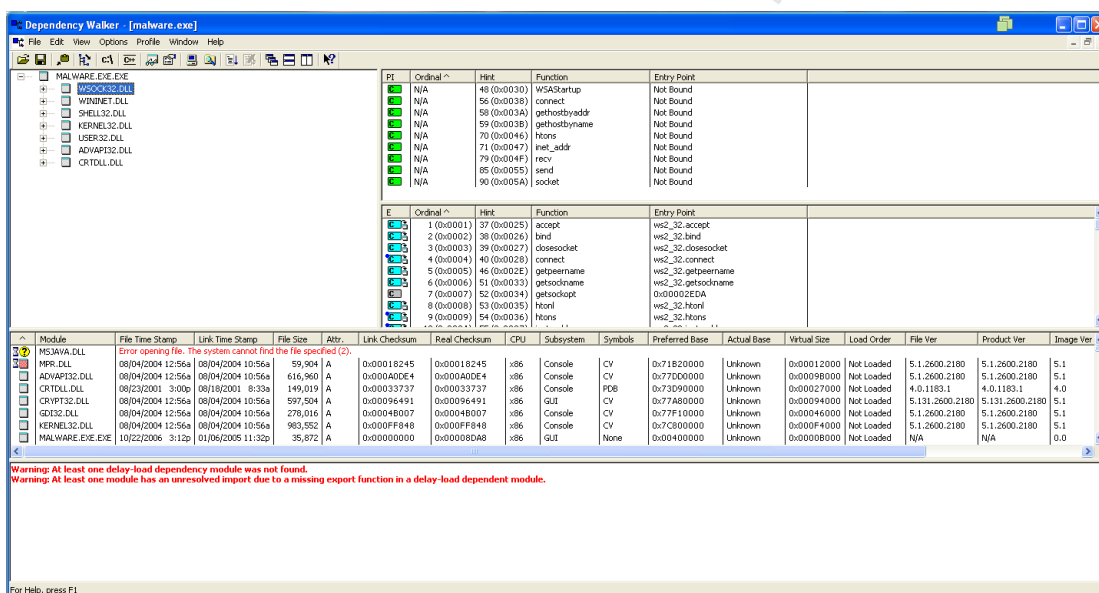 Dependency Walker - [malware.exe]
File Edit View Options Profile Window Help
MALWARE.EXE.EXE
WSOCK32.DLL
WININET.DLL
SHELL32.DLL
KERNEL32.DLL
USER32.DLL
ADVAPI32.DLL
CRTDLL.DLL
PI Ordinal ^ Hint Function Entry Point
C N/A 48 (0x0030) WSAStartup Not Bound
C N/A 56 (0x0038) connect Not Bound
C N/A 58 (0x003A) gethostbyaddr Not Bound
C N/A 59 (0x003B) gethostbyname Not Bound
C N/A 70 (0x0046) htons Not Bound
C N/A 71 (0x0047) inet_addr Not Bound
C N/A 79 (0x004F) recv Not Bound
C N/A 85 (0x0055) send Not Bound
C N/A 90 (0x005A) socket Not Bound
E Ordinal ^ Hint Function Entry Point
C 1 (0x0001) 37 (0x0025) accept ws2_32.accept
C 2 (0x0002) 38 (0x0026) bind ws2_32.bind
C 3 (0x0003) 39 (0x0027) closesocket ws2_32.closesocket
C 4 (0x0004) 40 (0x0028) connect ws2_32.connect
C 5 (0x0005) 46 (0x002E) getpeername ws2_32.getpeername
C 6 (0x0006) 51 (0x0033) getsockname ws2_32.getsockname
C 7 (0x0007) 52 (0x0034) getsockopt 0x00002EDA
C 8 (0x0008) 53 (0x0035) htonl ws2_32.htonl
C 9 (0x0009) 54 (0x0036) htons ws2_32.htons
^ Module File Time Stamp Link Time Stamp File Size Attr. Link Checksum Real Checksum CPU Subsystem Symbols Preferred Base Actual Base Virtual Size Load Order File Ver Product Ver Image Ver
MSJAVA.DLL Error opening file. The system cannot find the file specified (2).
MPR.DLL 08/04/2004 12:56a 08/04/2004 10:56a 59,904 A 0x00018245 0x00018245 x86 Console CV 0x71B20000 Unknown 0x00012000 Not Loaded 5.1.2600.2180 5.1.2600.2180 5.1
ADVAPI32.DLL 08/04/2004 12:56a 08/04/2004 10:56a 616,960 A 0x000A0DE4 0x000A0DE4 x86 Console CV 0x77DD0000 Unknown 0x0009B000 Not Loaded 5.1.2600.2180 5.1.2600.2180 5.1
CRTDLL.DLL 08/23/2001 3:00p 08/18/2001 8:33a 149,019 A 0x00033737 0x00033737 x86 Console PDB 0x73D90000 Unknown 0x00027000 Not Loaded 4.0.1183.1 4.0.1183.1 4.0
CRYPT32.DLL 08/04/2004 12:56a 08/04/2004 10:56a 597,504 A 0x00096491 0x00096491 x86 GUI CV 0x77A80000 Unknown 0x00094000 Not Loaded 5.131.2600.2180 5.131.2600.2180 5.1
GDI32.DLL 08/04/2004 12:56a 08/04/2004 10:56a 278,016 A 0x0004B007 0x0004B007 x86 Console CV 0x77F10000 Unknown 0x00046000 Not Loaded 5.1.2600.2180 5.1.2600.2180 5.1
KERNEL32.DLL 08/04/2004 12:56a 08/04/2004 10:56a 983,552 A 0x000FF848 0x000FF848 x86 Console CV 0x7C800000 Unknown 0x000F4000 Not Loaded 5.1.2600.2180 5.1.2600.2180 5.1
MALWARE.EXE.EXE 10/22/2006 3:12p 01/06/2005 11:32p 35,872 A 0x00000000 0x00008DA8 x86 GUI None 0x00400000 Unknown 0x0000B000 Not Loaded N/A N/A 0.0
Warning: At least one delay-load dependency module was not found.
Warning: At least one module has an unresolved import due to a missing export function in a delay-load dependent module.
For Help, press F1